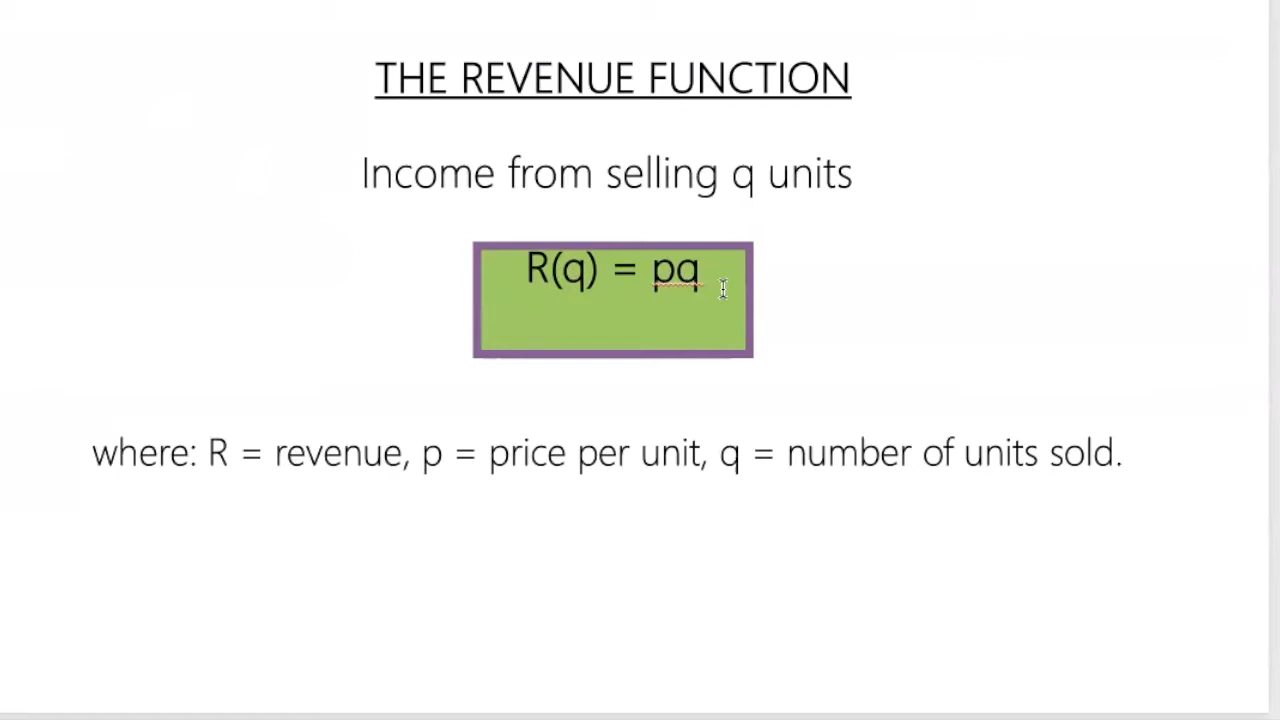 THE REVENUE FUNCTION
Income from selling q units
R(q) = pq
where: R = revenue, p = price per unit, q = number of units sold.